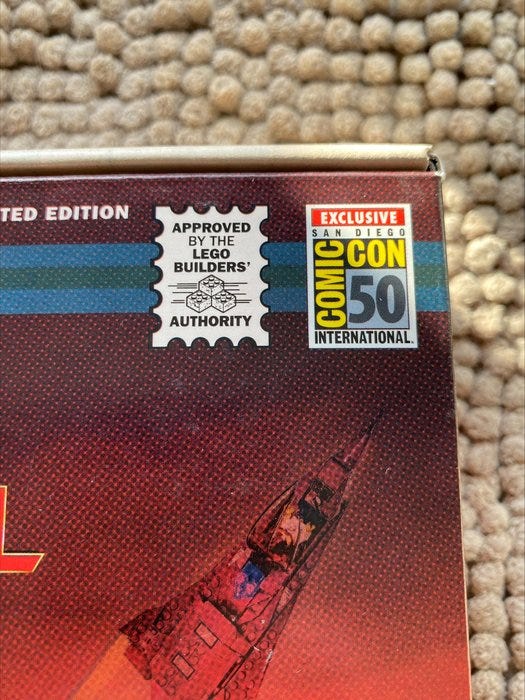 TED EDITION
APPROVED
BY THE
LEGO
BUILDERS'
AUTHORITY
EXCLUSIVE
SAN DIEGO
COMIC CON
50
INTERNATIONAL.
L